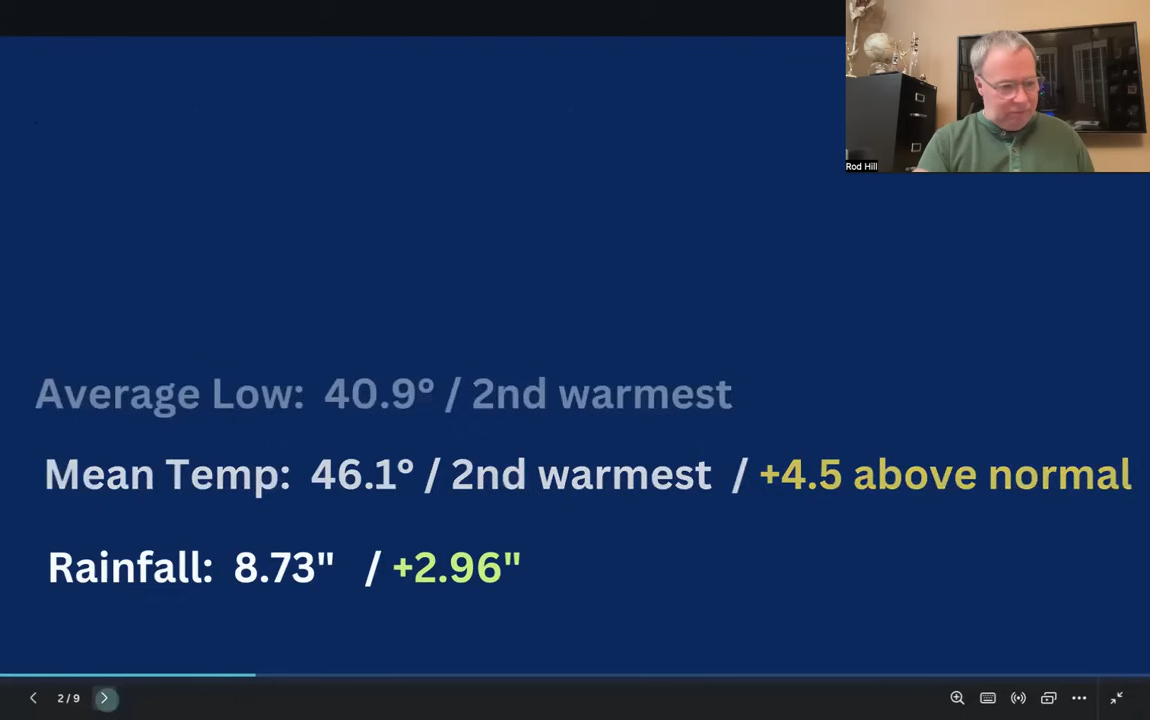 Rod Hill
Average Low: 40.9° / 2nd warmest
Mean Temp: 46.1° / 2nd warmest / +4.5 above normal
Rainfall: 8.73" / +2.96"
2/9